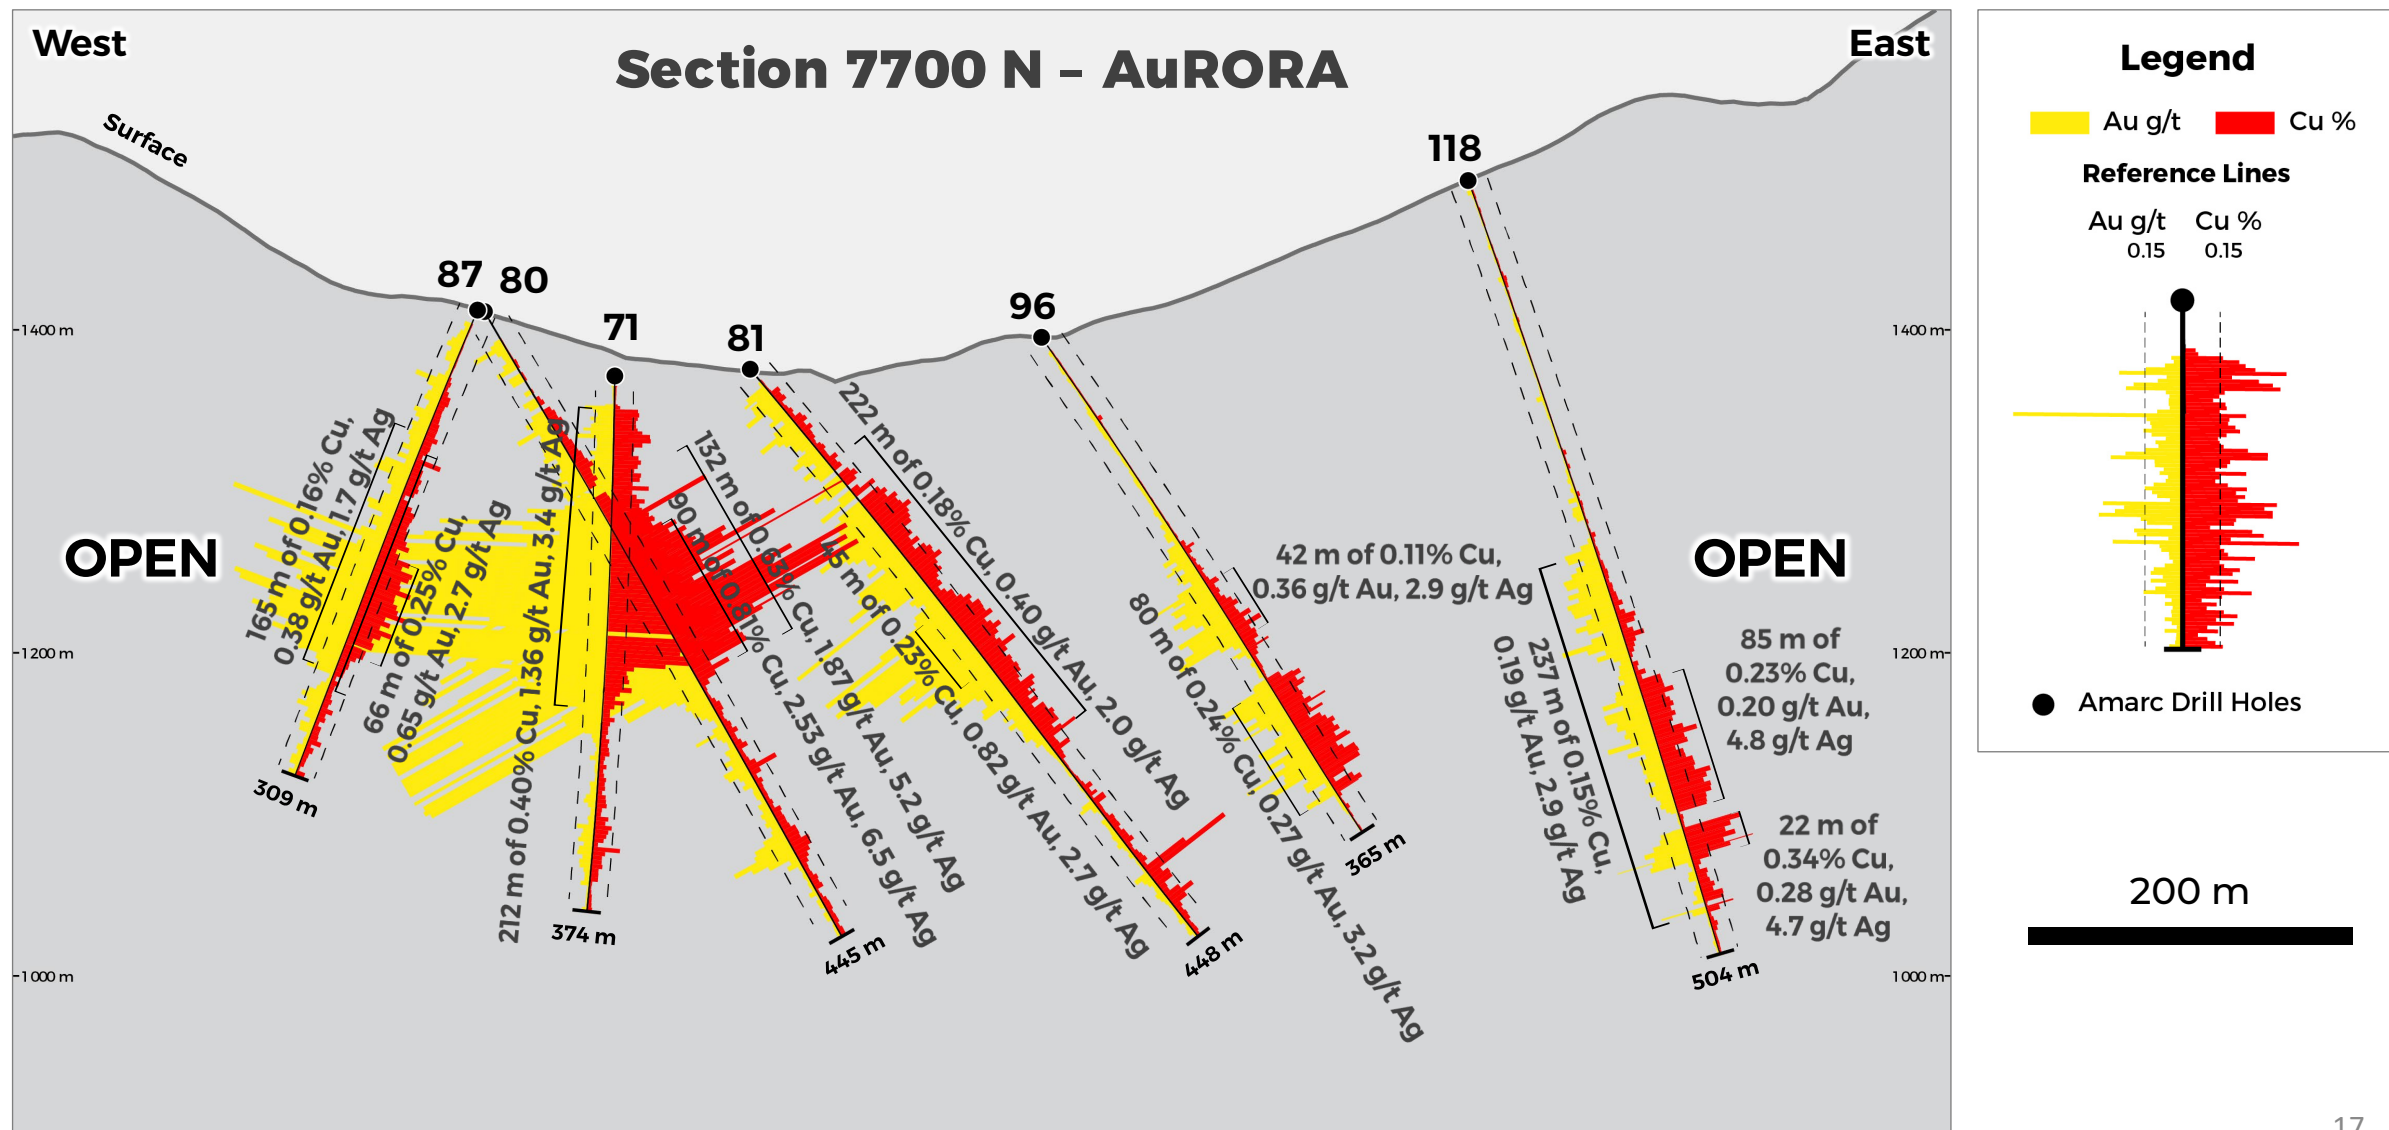 West
East
Section 7700 N – AuRORA
Surface
87
80
71
81
96
118
1400 m
1400 m
1200 m
1200 m
1000 m
1000 m
OPEN
OPEN
165 m of 0.16% Cu,
0.38 g/t Au, 1.7 g/t Ag
66 m of 0.25% Cu,
0.65 g/t Au, 2.7 g/t Ag
212 m of 0.40% Cu, 1.36 g/t Au, 3.4 g/t Ag
132 m of 0.63% Cu, 1.87 g/t Au, 5.2 g/t Ag
90 m of 0.81% Cu, 2.53 g/t Au, 6.5 g/t Ag
222 m of 0.18% Cu, 0.40 g/t Au, 2.0 g/t Ag
45 m of 0.23% Cu, 0.82 g/t Au, 2.7 g/t Ag
42 m of 0.11% Cu,
0.36 g/t Au, 2.9 g/t Ag
80 m of 0.24% Cu, 0.27 g/t Au, 3.2 g/t Ag
237 m of 0.15% Cu,
0.19 g/t Au, 2.9 g/t Ag
85 m of
0.23% Cu,
0.20 g/t Au,
4.8 g/t Ag
22 m of
0.34% Cu,
0.28 g/t Au,
4.7 g/t Ag
309 m
374 m
445 m
448 m
365 m
504 m
Legend
Au g/t
Cu %
Reference Lines
Au g/t Cu %
0.15 0.15
Amarc Drill Holes
200 m
17